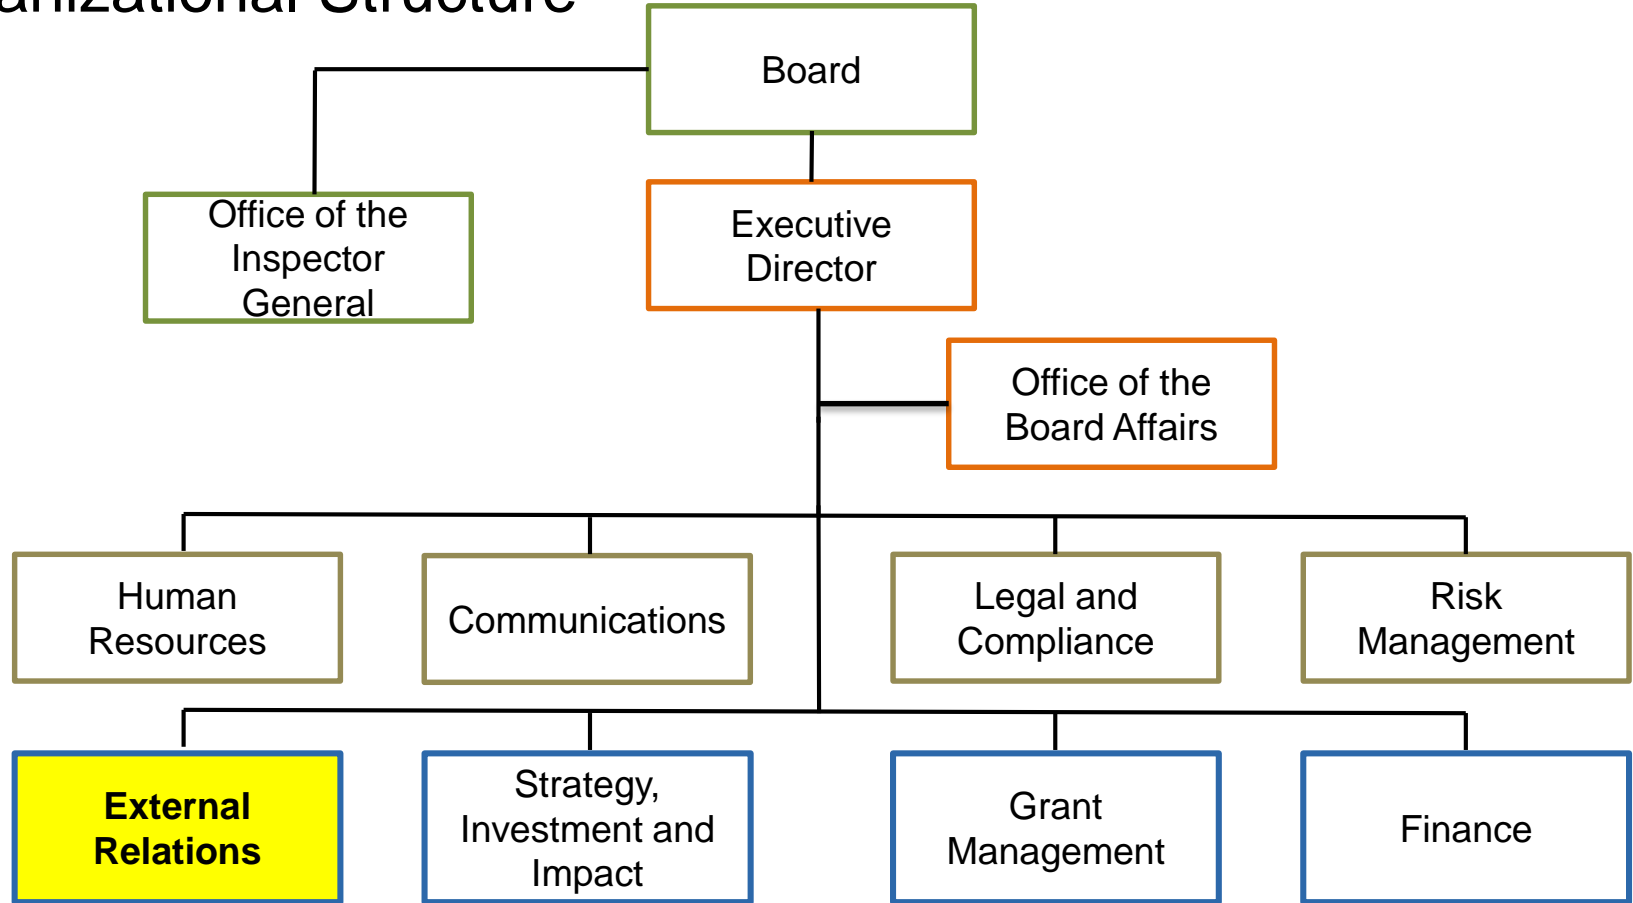 anizational Structure
Board
Office of the
Inspector
General
Executive
Director
Office of the
Board Affairs
Human
Resources
Communications
Legal and
Compliance
Risk
Management
External
Relations
Strategy,
Investment and
Impact
Grant
Management
Finance